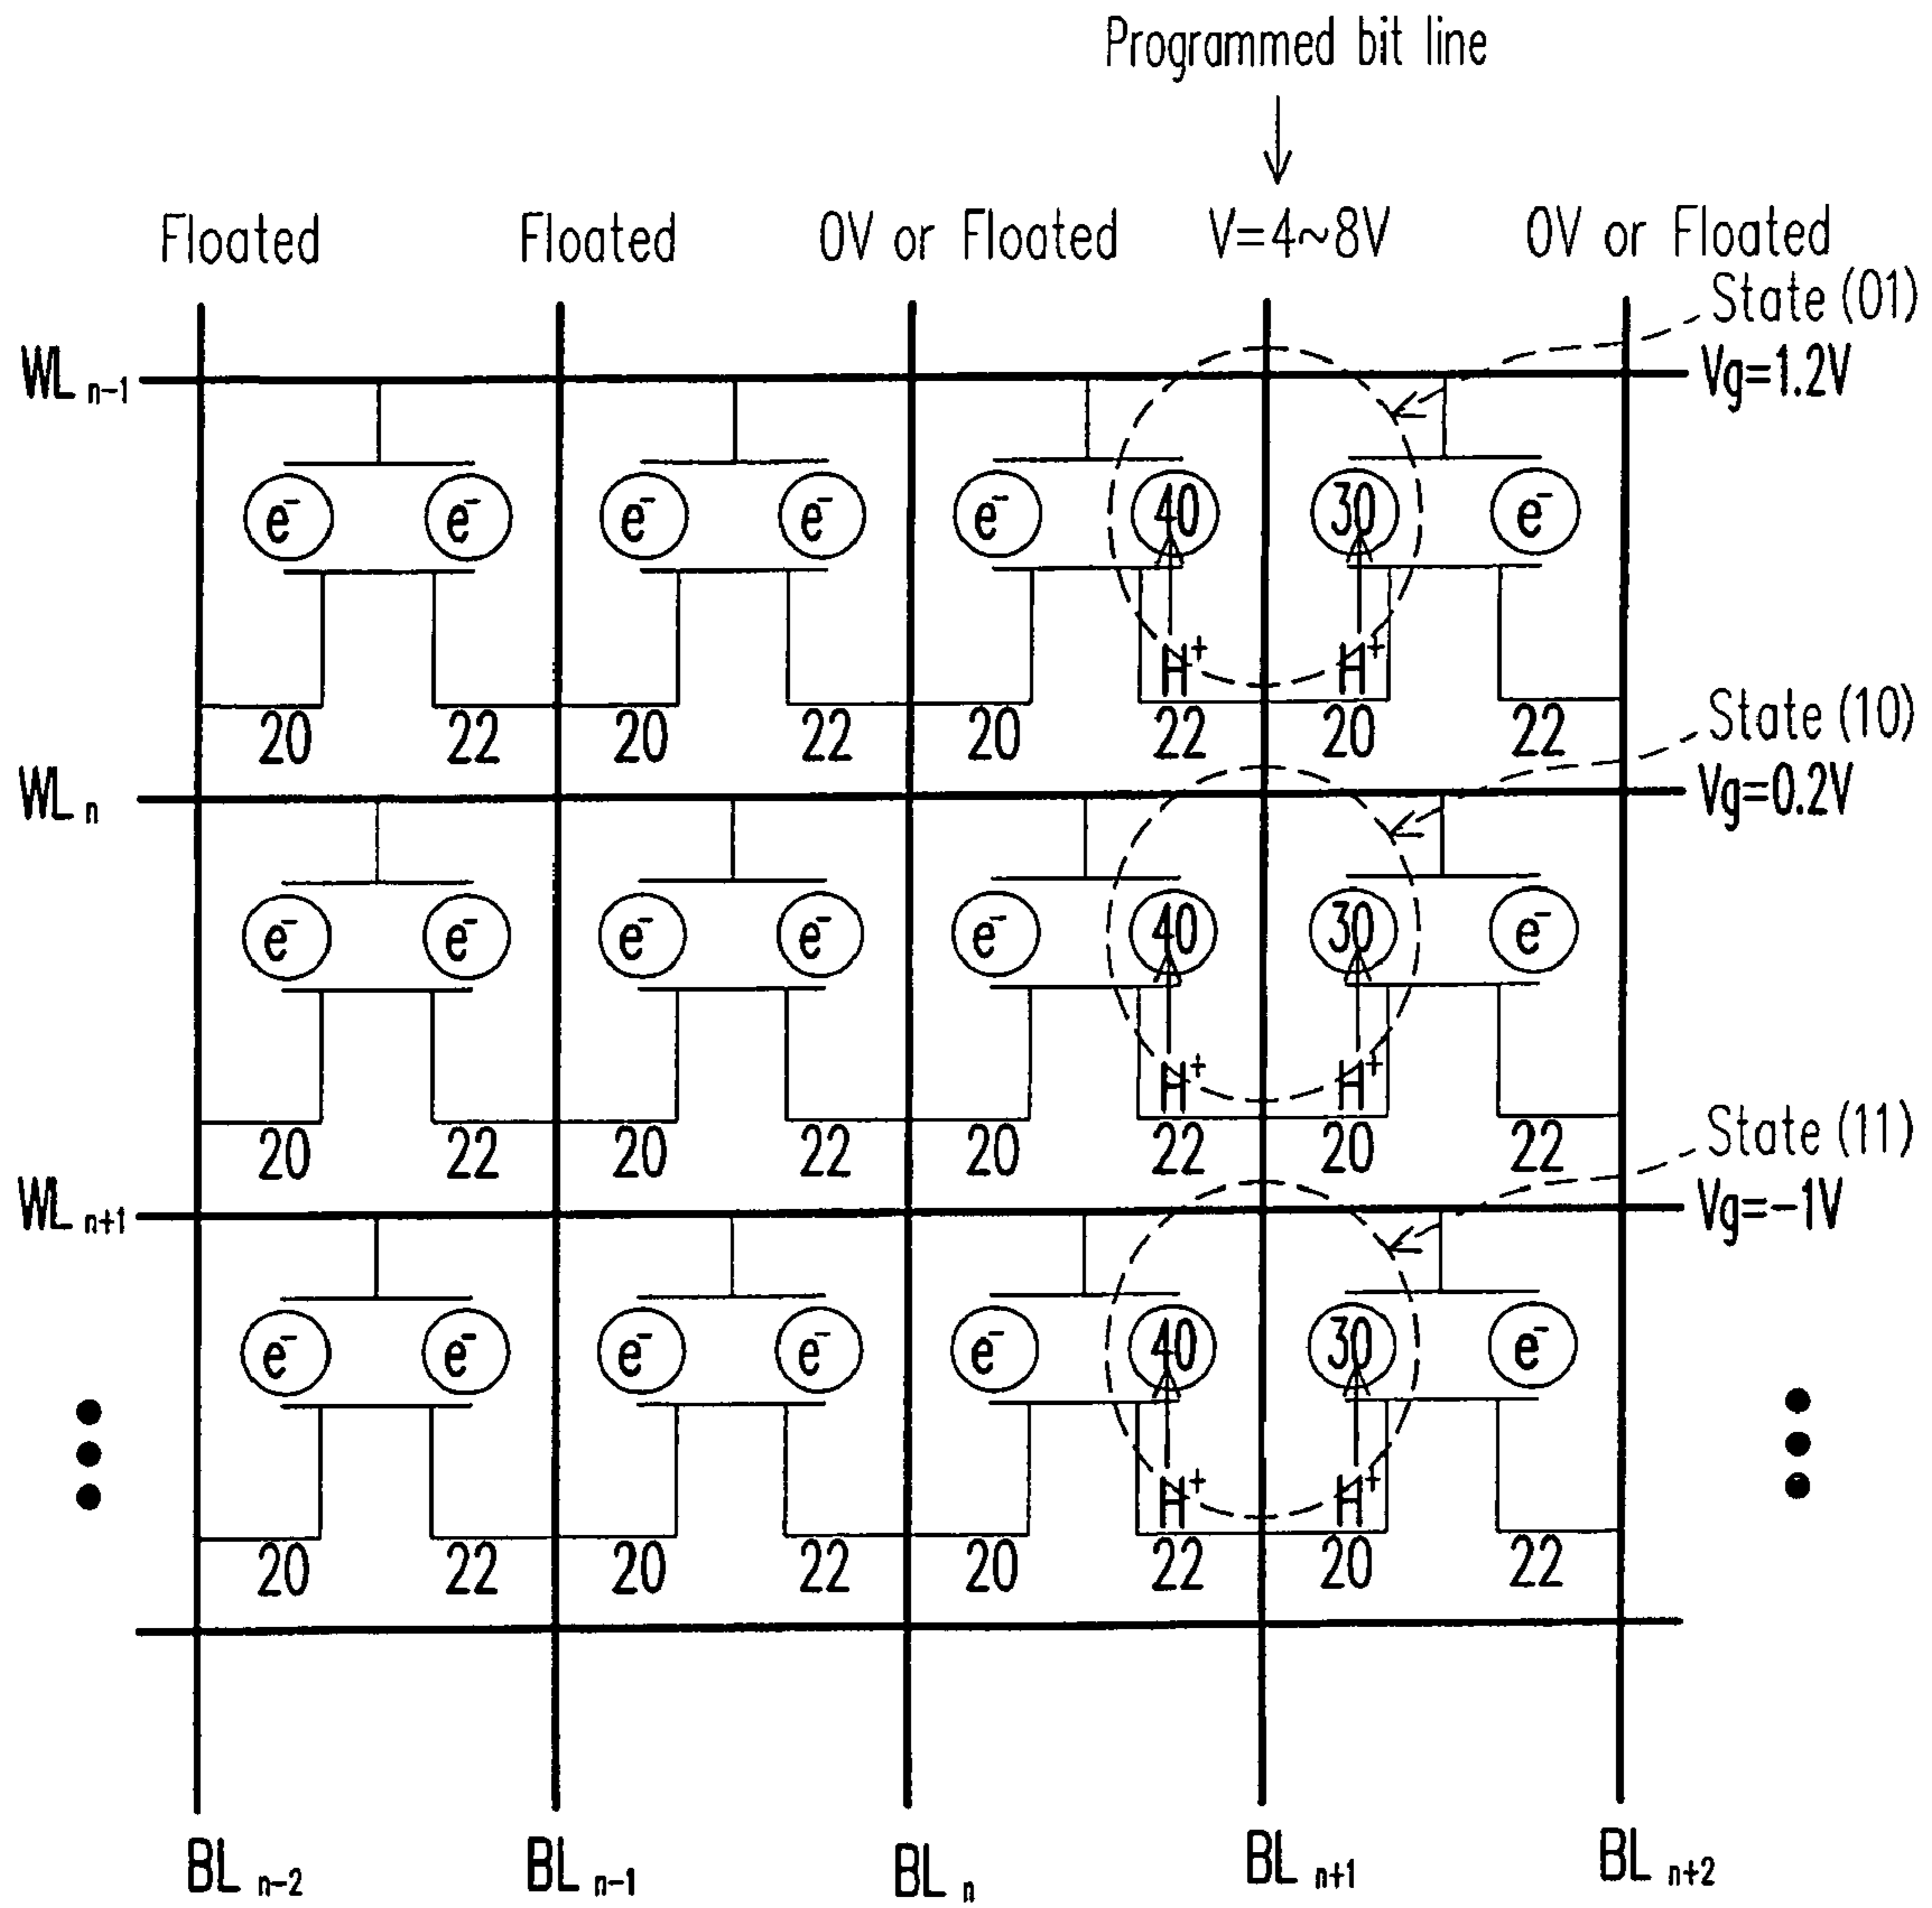 Programmed bit line
Floated Floated 0V or Floated V=4~8V 0V or Floated
State (01)
WL n-1 Vg=1.2V
e⁻ e⁻ e⁻ e⁻ e⁻ 40 30 e⁻
H⁺ H⁺
20 22 20 22 20 22 20 22
State (10)
WL n Vg=0.2V
e⁻ e⁻ e⁻ e⁻ e⁻ 40 30 e⁻
H⁺ H⁺
20 22 20 22 20 22 20 22
State (11)
WL n+1 Vg=-1V
e⁻ e⁻ e⁻ e⁻ e⁻ 40 30 e⁻
H⁺ H⁺
20 22 20 22 20 22 20 22
BL n-2 BL n-1 BL n BL n+1 BL n+2